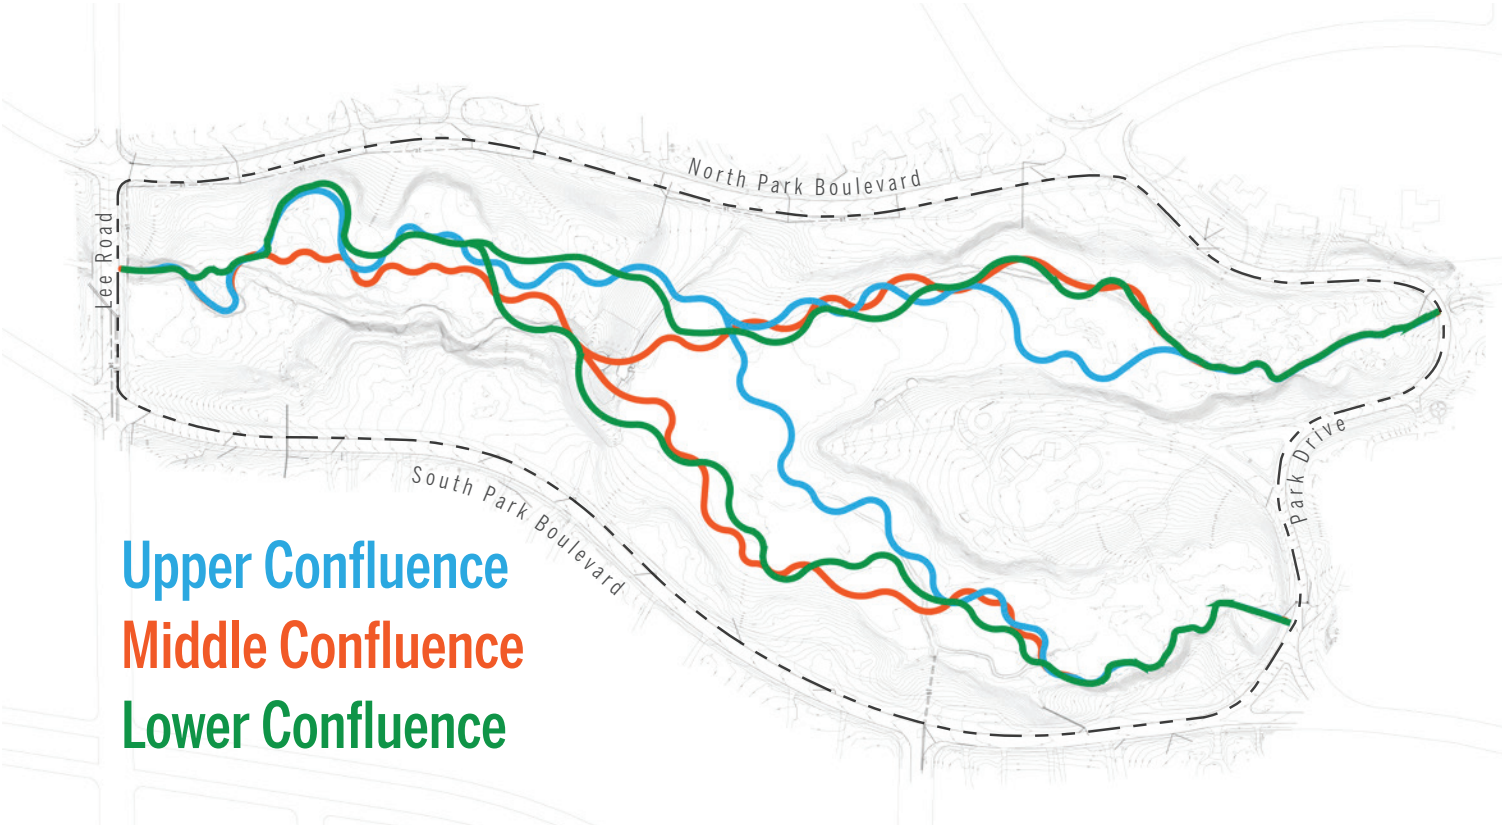 North Park Boulevard
Lee Road
Park Drive
South Park Boulevard
Upper Confluence
Middle Confluence
Lower Confluence